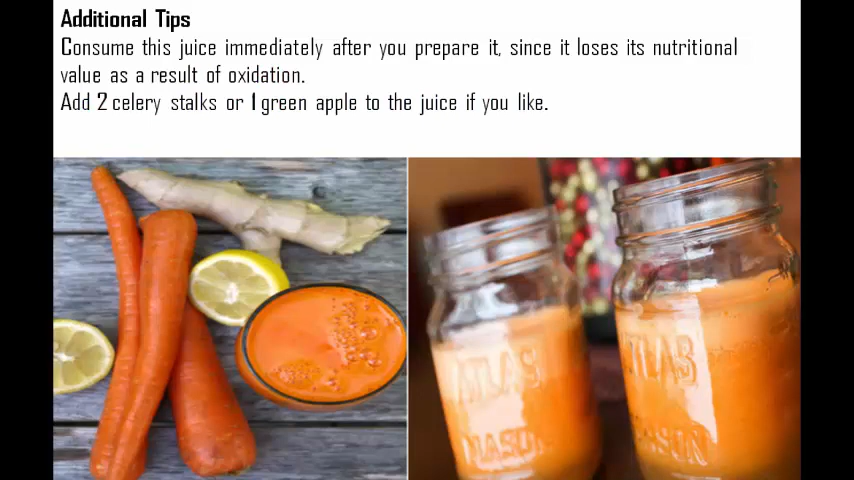 Additional Tips
Consume this juice immediately after you prepare it, since it loses its nutritional
value as a result of oxidation.
Add 2 celery stalks or 1 green apple to the juice if you like.
ATLAS
MASON
ATLAS
MASON